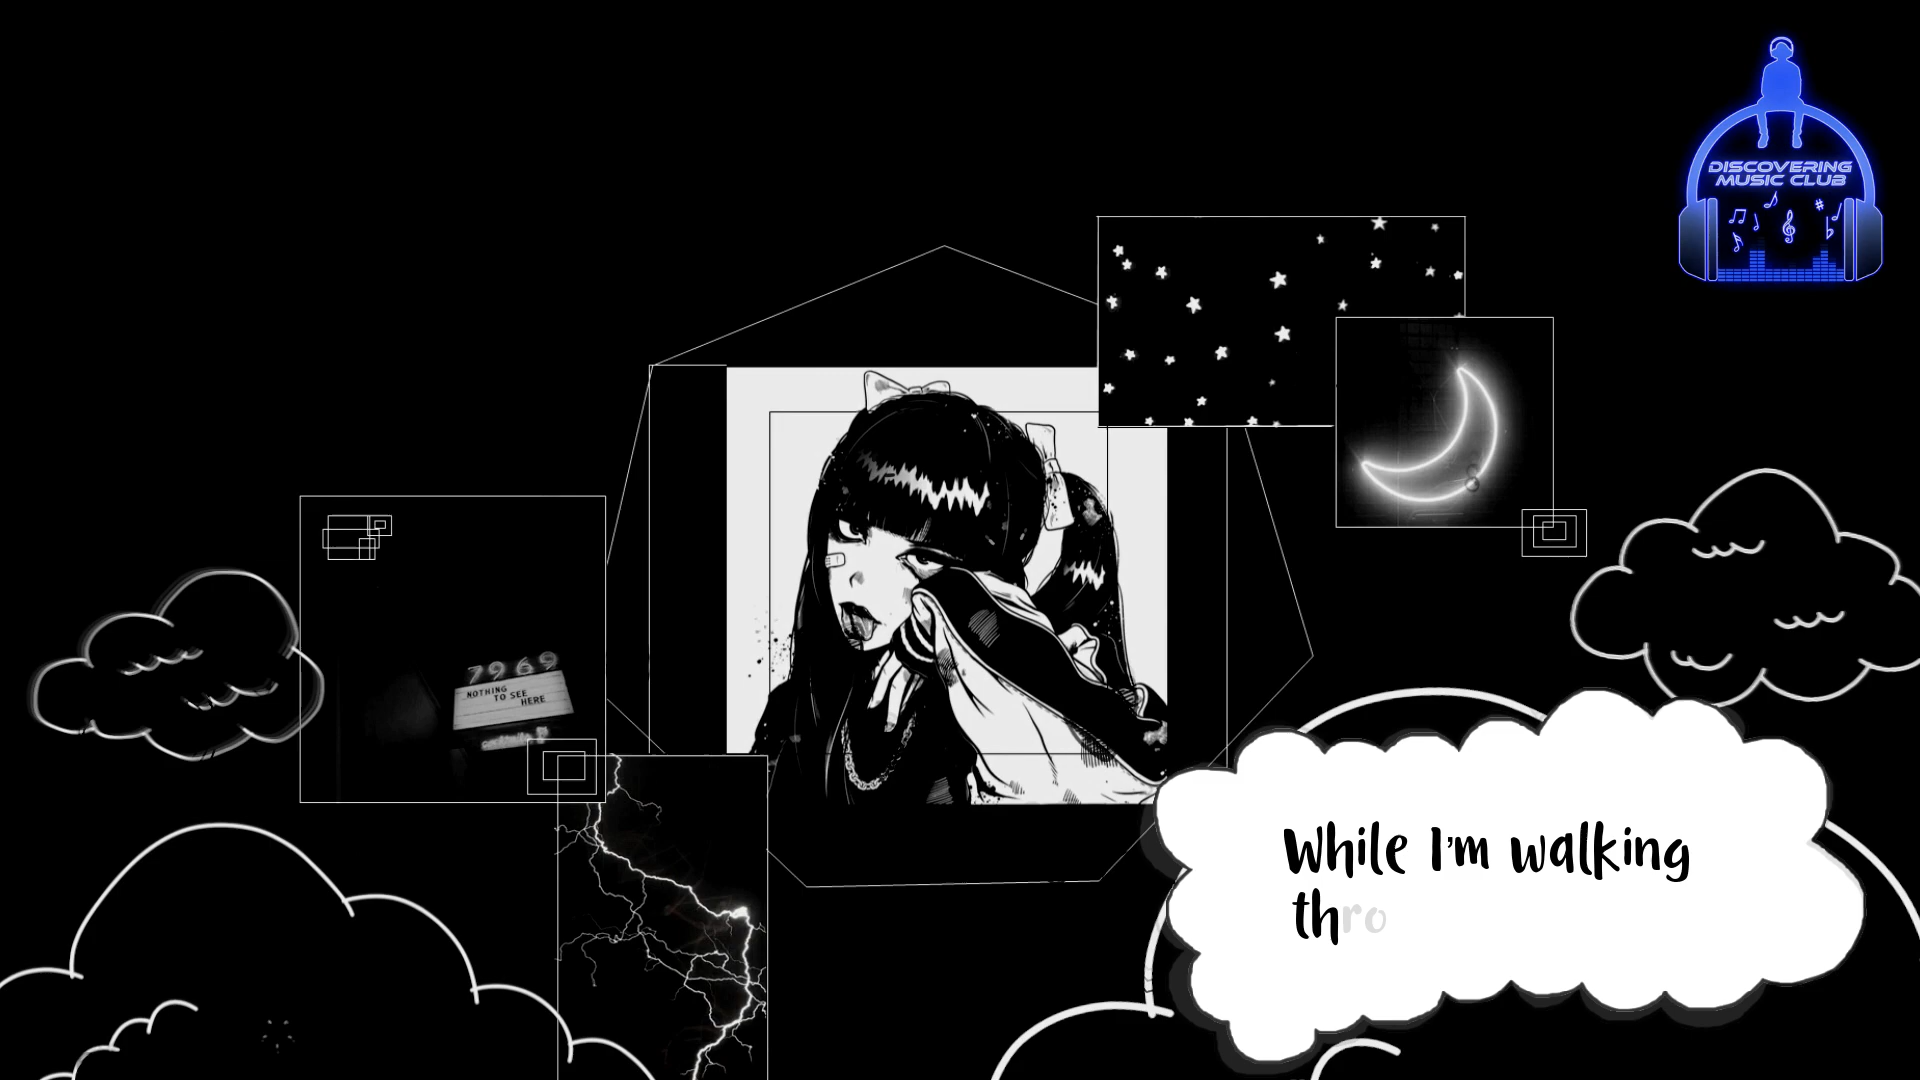 DISCOVERING
MUSIC CLUB
7969
NOTHING
TO SEE
HERE
While I'm walking
thro